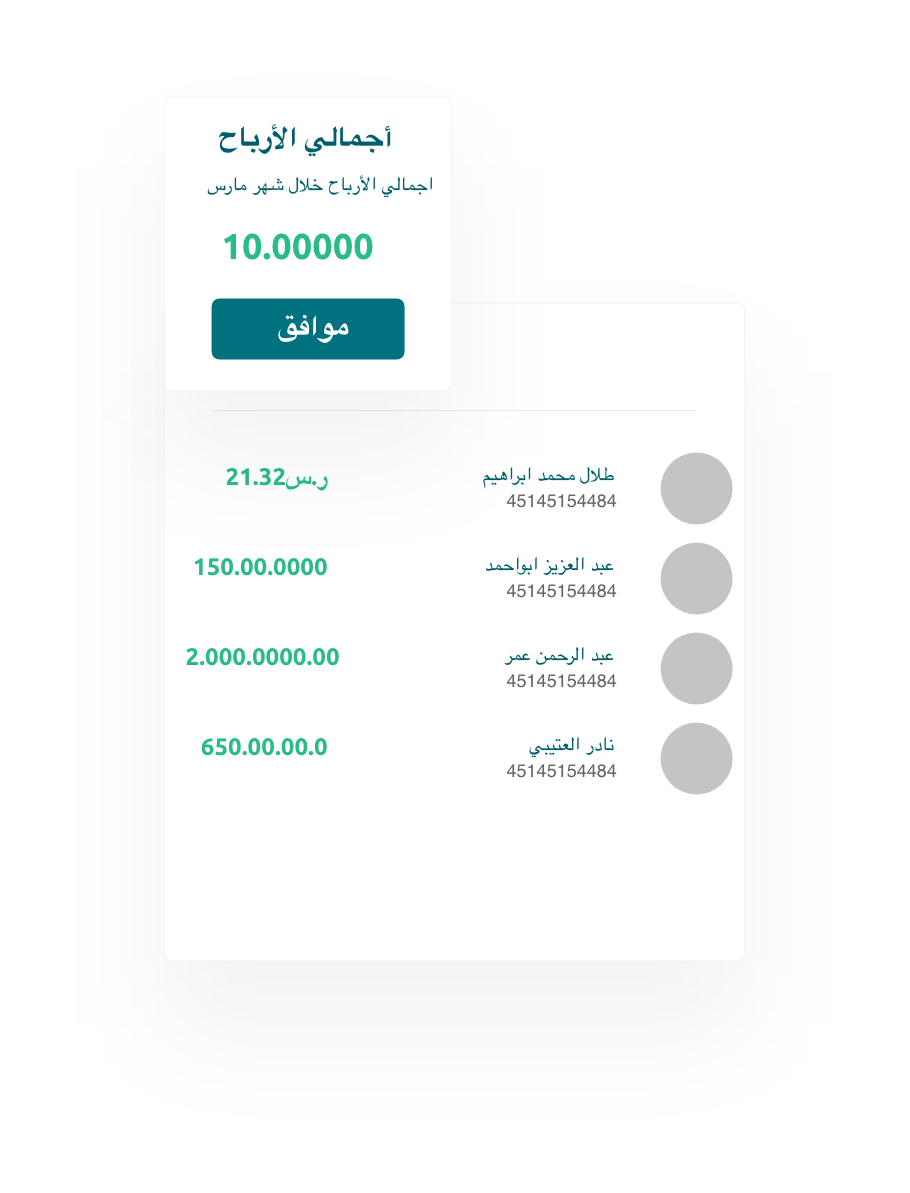 أجمالي الأرباح
اجمالي الأرباح خلال شهر مارس
10.00000
موافق
طلال محمد ابراهيم
45145154484
ر.س21.32
عبد العزيز ابواحمد
45145154484
150.00.0000
عبد الرحمن عمر
45145154484
2.000.0000.00
نادر العتيبي
45145154484
650.00.00.0